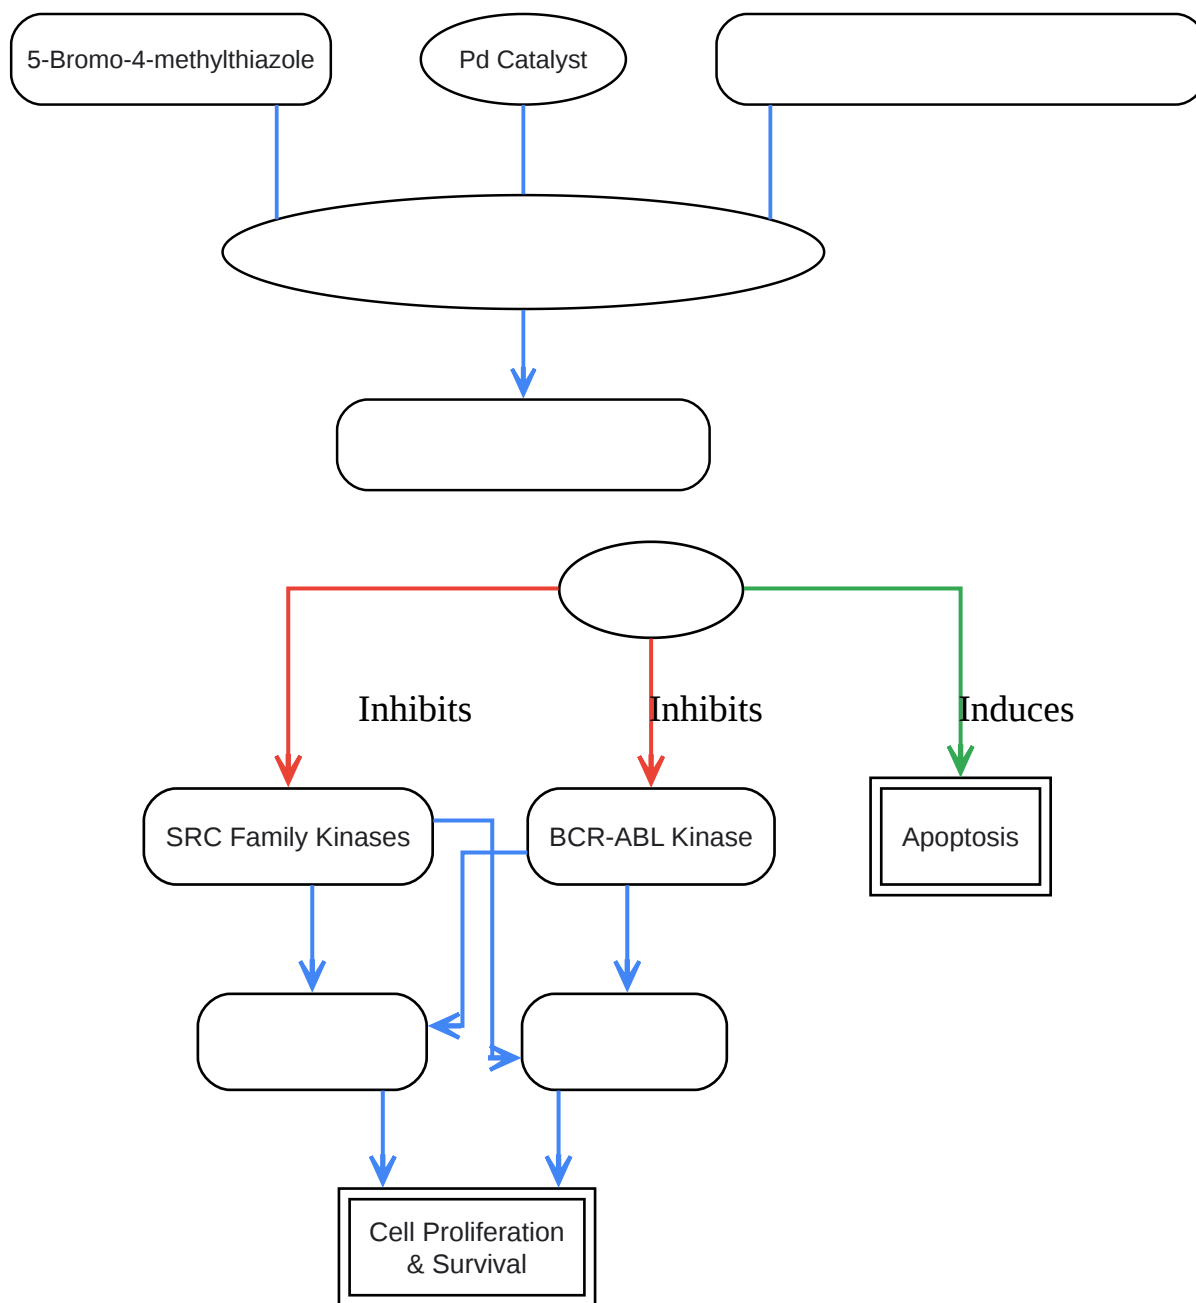 5-Bromo-4-methylthiazole
Pd Catalyst
Inhibits
Inhibits
Induces
SRC Family Kinases
BCR-ABL Kinase
Apoptosis
Cell Proliferation
& Survival